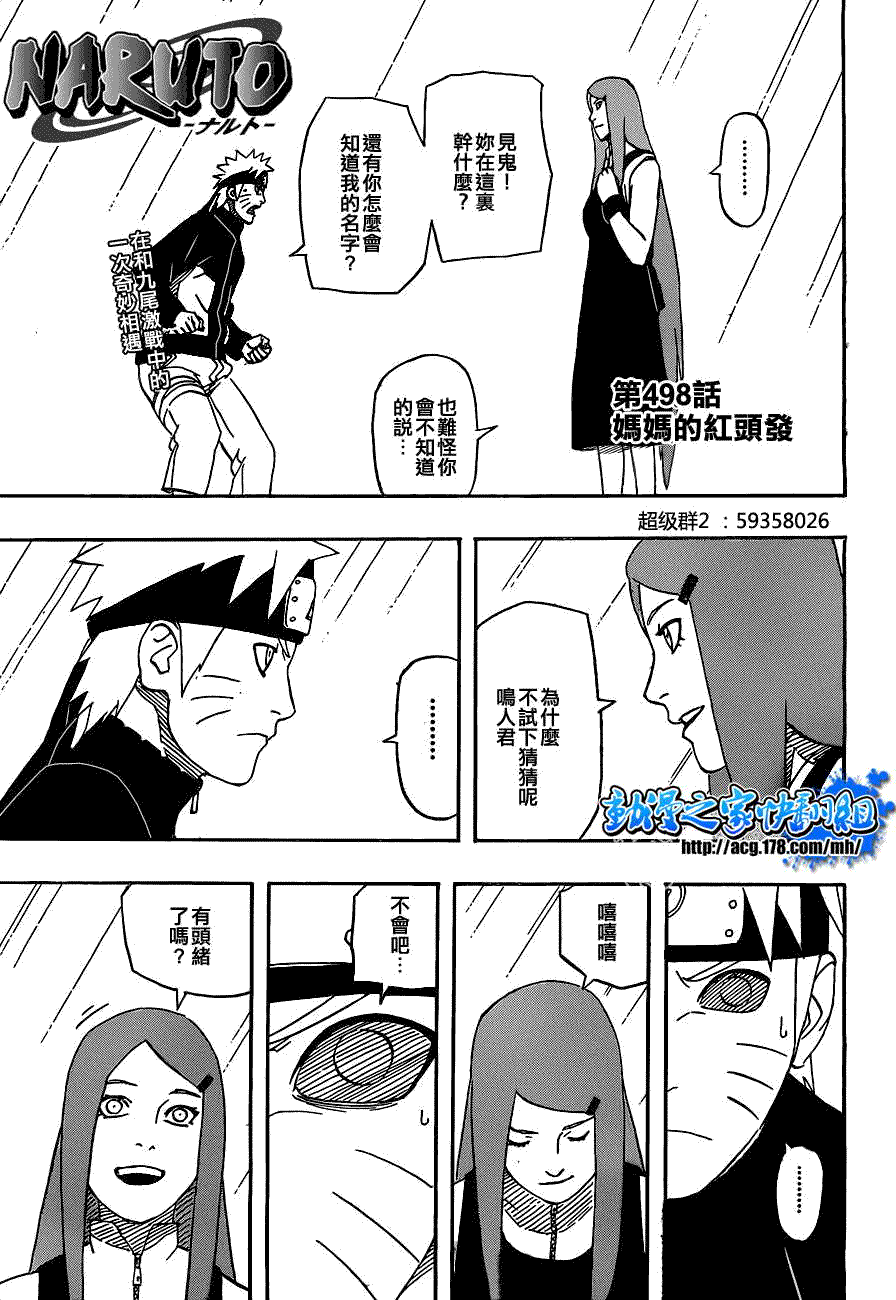 NARUTO
-ナルト-
………
見鬼！
妳在這裏
幹什麼？
還有你怎麼會
知道我的名字？
在和九尾激戰中的
一次奇妙相遇
第498話
媽媽的紅頭發
也難怪你
會不知道
的説…
超级群2 ：59358026
為什麼
不試下猜猜呢
鳴人君
………
動漫之家快翻組
http://acg.178.com/mh/
………
嘻嘻嘻
不會吧…
有頭緒
了嗎？